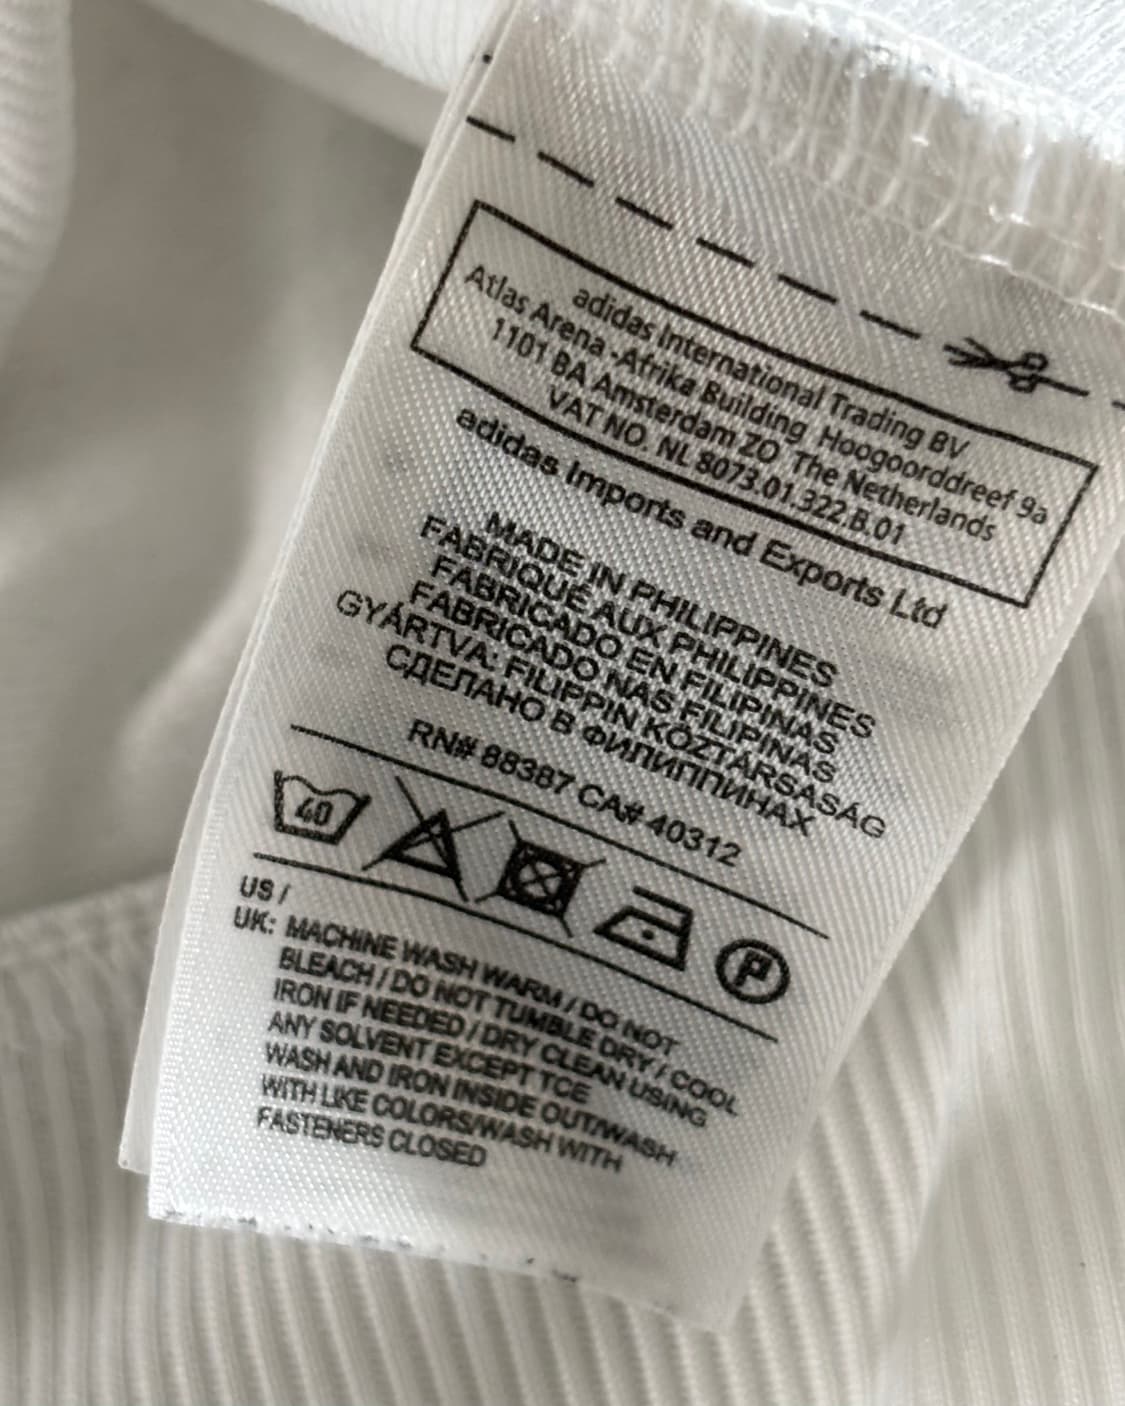 adidas International Trading BV
Atlas Arena -Afrika Building Hoogoorddreef 9a
1101 BA Amsterdam ZO The Netherlands
VAT NO. NL 8073.01.322.B.01
adidas Imports and Exports Ltd
MADE IN PHILIPPINES
FABRIQUÉ AUX PHILIPPINES
FABRICADO EN FILIPINAS
FABRICADO NAS FILIPINAS
GYÁRTVA: FILIPPIN KÖZTÁRSASÁG
СДЕЛАНО В ФИЛИППИНАХ
RN# 88387 CA# 40312
40
P
US /
UK: MACHINE WASH WARM / DO NOT
BLEACH / DO NOT TUMBLE DRY / COOL
IRON IF NEEDED / DRY CLEAN USING
ANY SOLVENT EXCEPT TCE
WASH AND IRON INSIDE OUT/WASH
WITH LIKE COLORS/WASH WITH
FASTENERS CLOSED